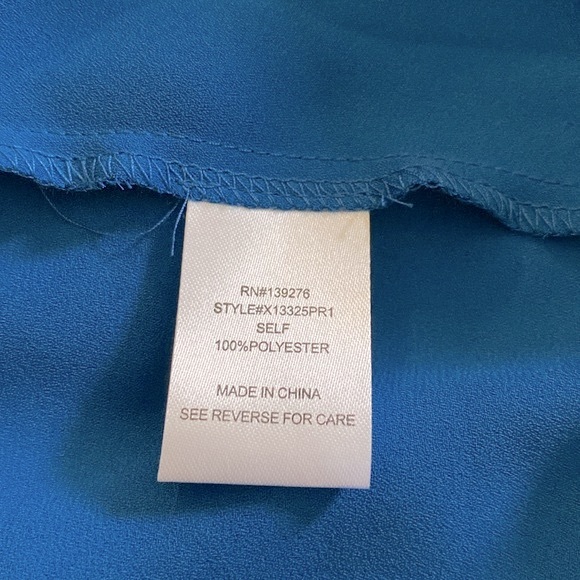 RN#139276
STYLE#X13325PR1
SELF
100%POLYESTER
MADE IN CHINA
SEE REVERSE FOR CARE